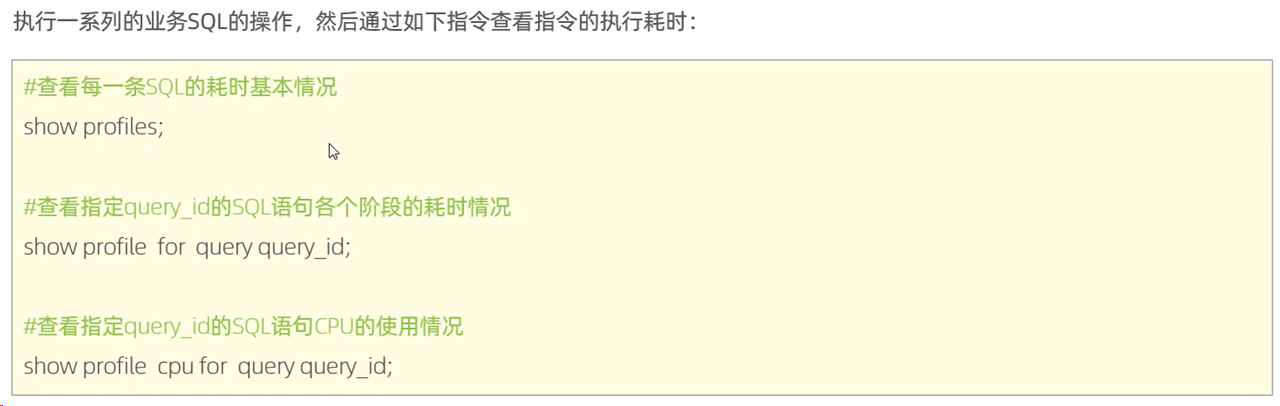 执行一系列的业务SQL的操作，然后通过如下指令查看指令的执行耗时：
#查看每一条SQL的耗时基本情况
show profiles;
#查看指定query_id的SQL语句各个阶段的耗时情况
show profile for query query_id;
#查看指定query_id的SQL语句CPU的使用情况
show profile cpu for query query_id;